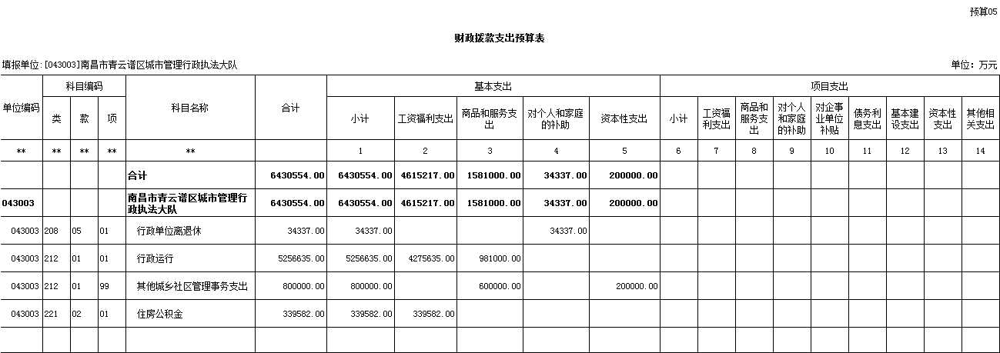 预算05
财政拨款支出预算表
填报单位:[043003]南昌市青云谱区城市管理行政执法大队 单位：万元
单位编码 科目编码 科目名称 合计 基本支出 项目支出
类 款 项 小计 工资福利支出 商品和服务支出 对个人和家庭的补助 资本性支出 小计 工资福利支出 商品和服务支出 对个人和家庭的补助 对企事业单位补贴 债务利息支出 基本建设支出 资本性支出 其他相关支出
** ** ** ** ** 1 2 3 4 5 6 7 8 9 10 11 12 13 14
合计 6430554.00 6430554.00 4615217.00 1581000.00 34337.00 200000.00
043003 南昌市青云谱区城市管理行政执法大队 6430554.00 6430554.00 4615217.00 1581000.00 34337.00 200000.00
043003 208 05 01 行政单位离退休 34337.00 34337.00 34337.00
043003 212 01 01 行政运行 5256635.00 5256635.00 4275635.00 981000.00
043003 212 01 99 其他城乡社区管理事务支出 800000.00 800000.00 600000.00 200000.00
043003 221 02 01 住房公积金 339582.00 339582.00 339582.00